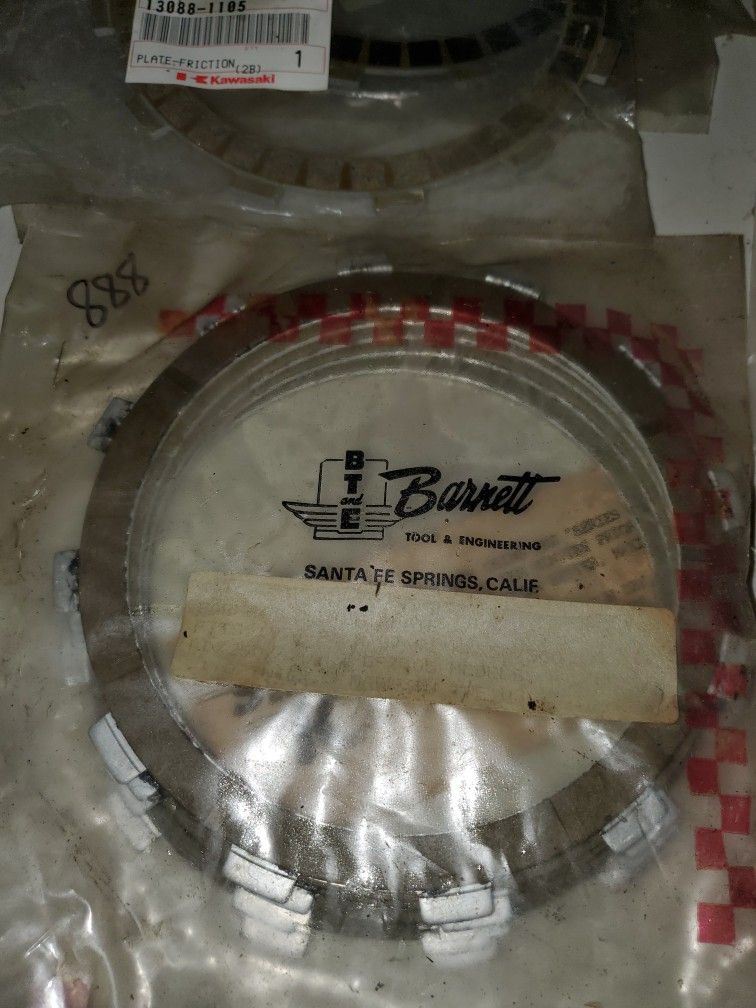 13088-1105
PLATE-FRICTION(2B) 1
Kawasaki
888
B
T
and
E
Barnett
TOOL & ENGINEERING
SANTA FE SPRINGS, CALIF.